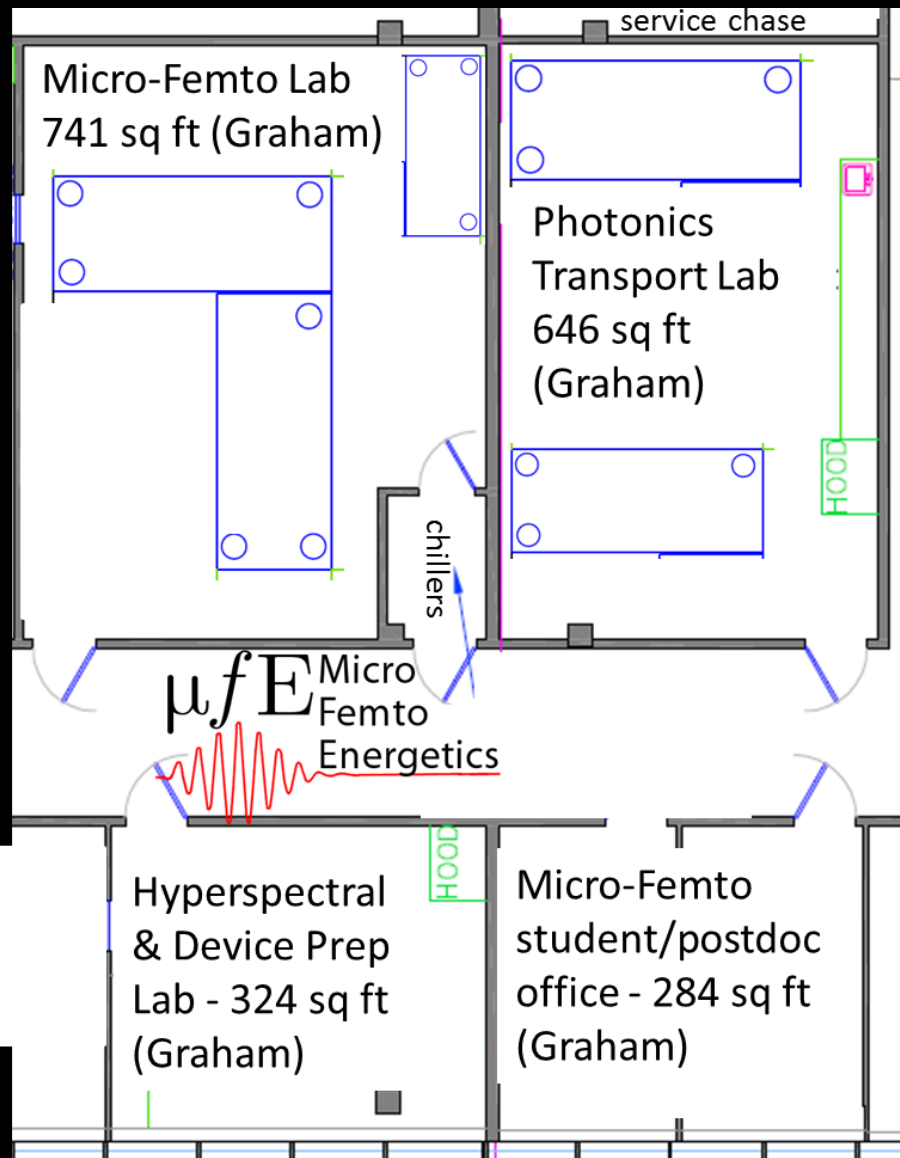 service chase
Micro-Femto Lab
741 sq ft (Graham)
Photonics
Transport Lab
646 sq ft
(Graham)
HOOD
chillers
µfE Micro
Femto
Energetics
HOOD
Hyperspectral
& Device Prep
Lab - 324 sq ft
(Graham)
Micro-Femto
student/postdoc
office - 284 sq ft
(Graham)